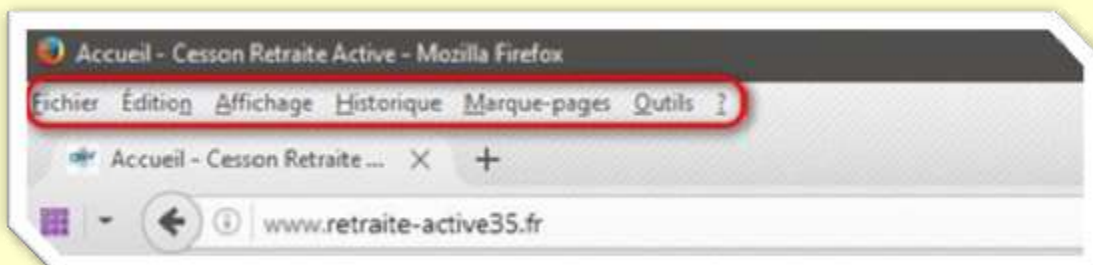 Accueil - Cesson Retraite Active - Mozilla Firefox
Fichier Édition Affichage Historique Marque-pages Outils ?
Accueil - Cesson Retraite ... × +
www.retraite-active35.fr